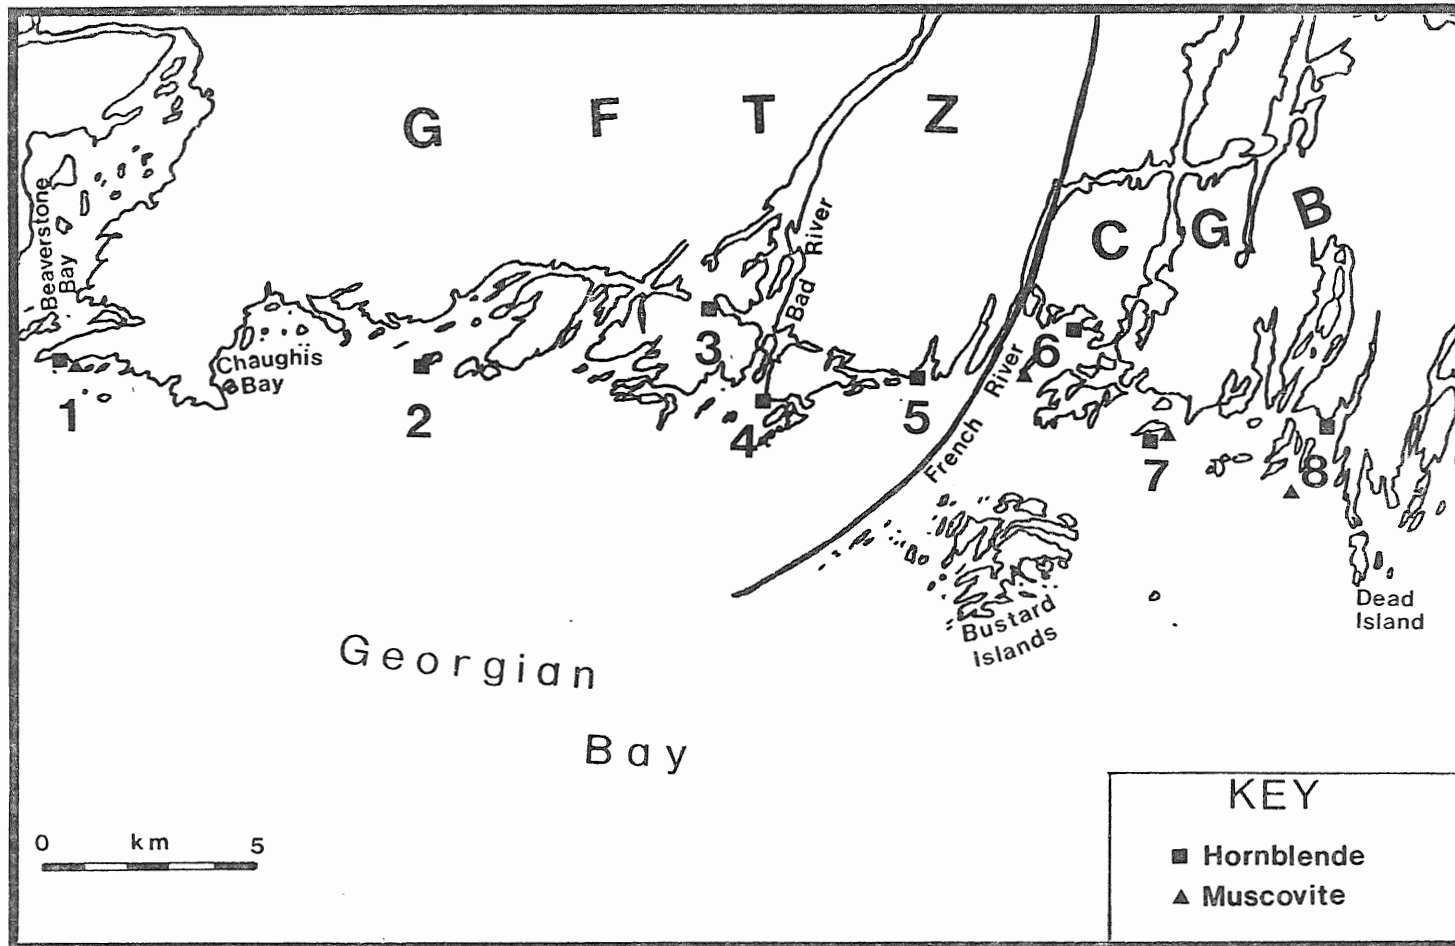 G F T Z
C G B
Beaverstone
Bay
Bad River
Chaughis
Bay
1
2
3
4
5
6
7
8
French River
Bustard
Islands
Dead
Island
Georgian
Bay
0 km 5
KEY
Hornblende
Muscovite